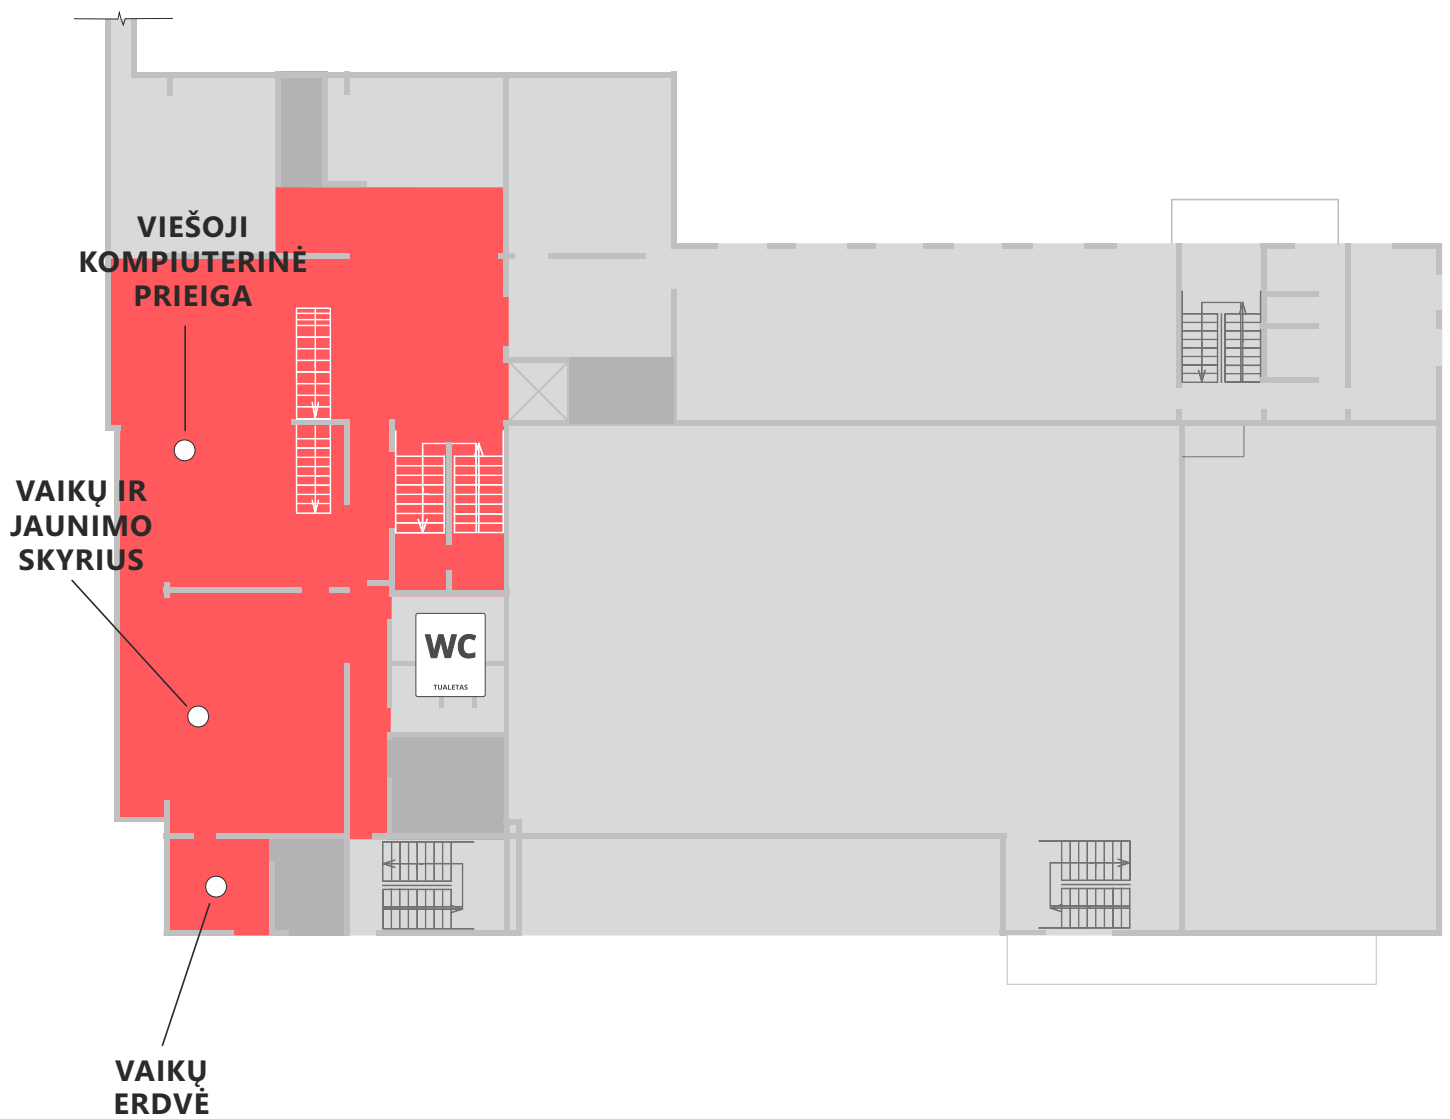 VIEŠOJI
KOMPIUTERINĖ
PRIEIGA
VAIKŲ IR
JAUNIMO
SKYRIUS
WC
TUALETAS
VAIKŲ
ERDVĖ